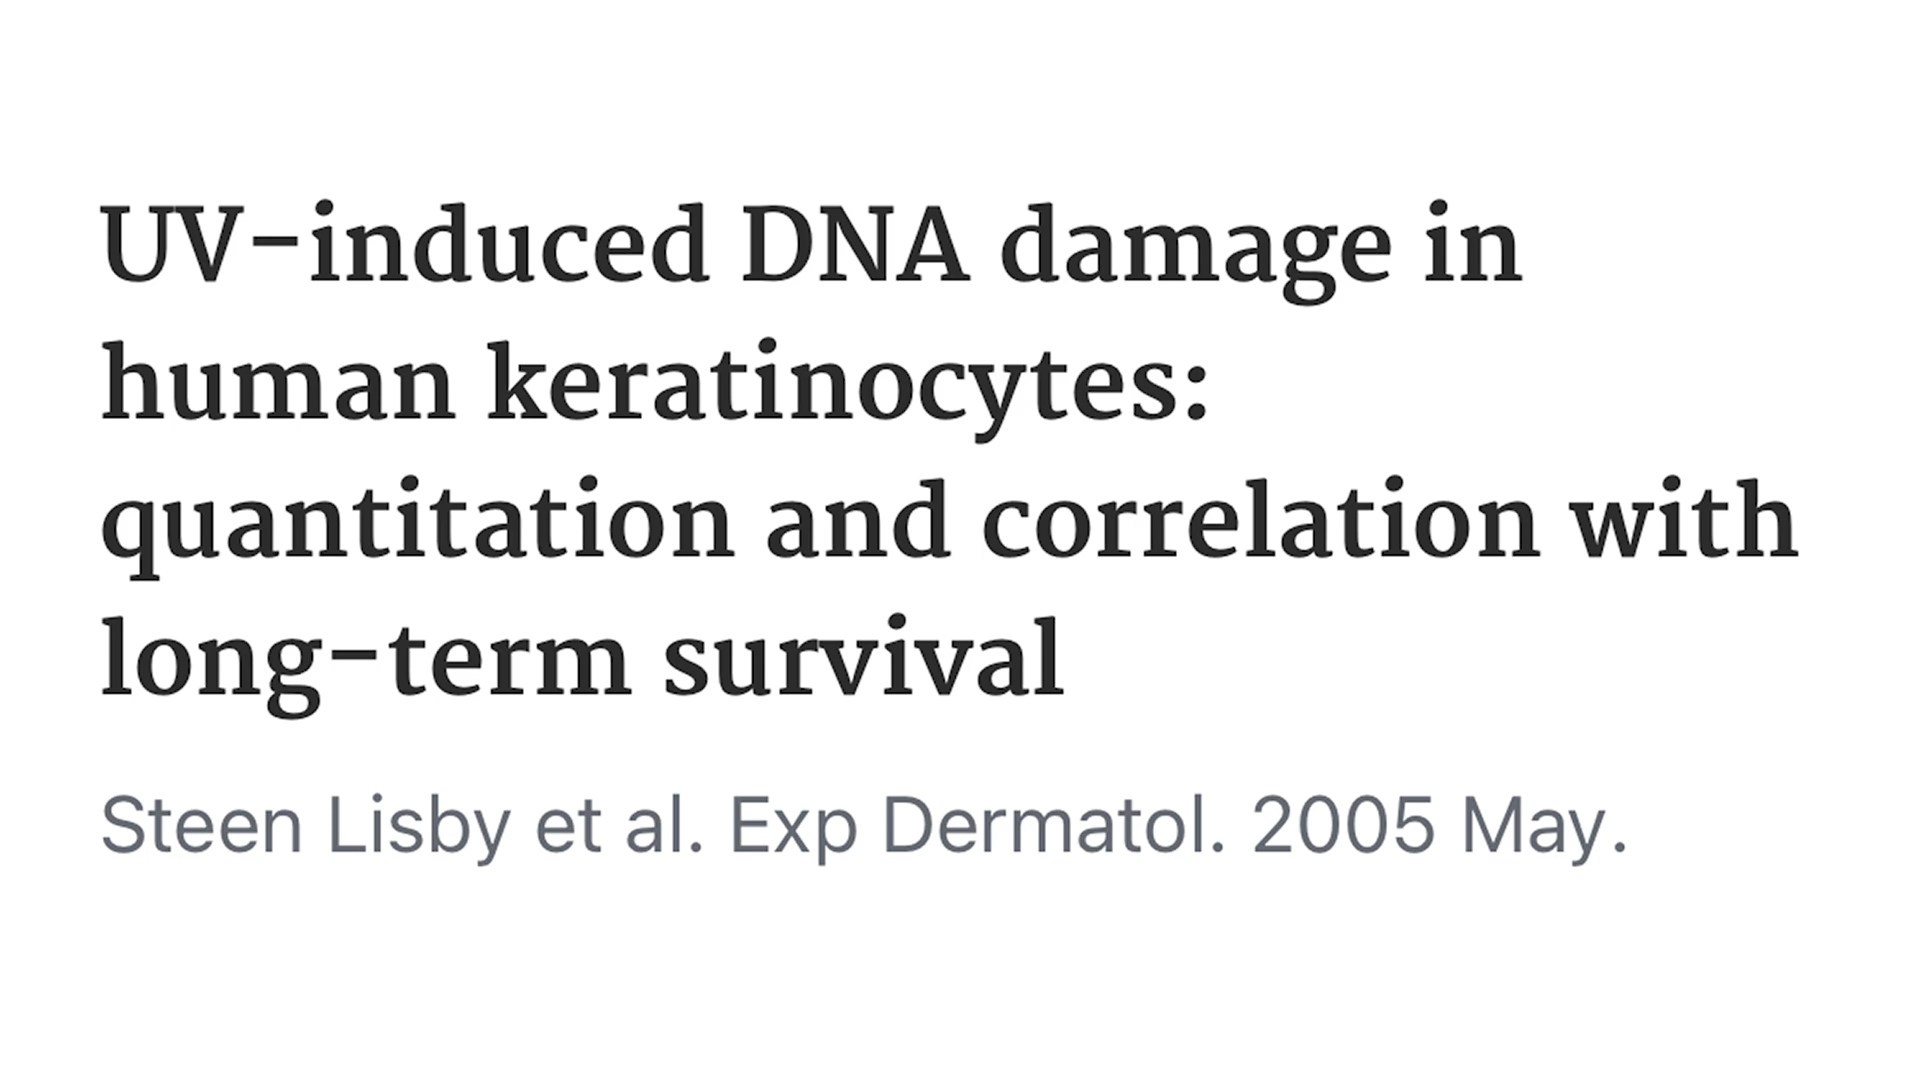 UV-induced DNA damage in
human keratinocytes:
quantitation and correlation with
long-term survival
Steen Lisby et al. Exp Dermatol. 2005 May.